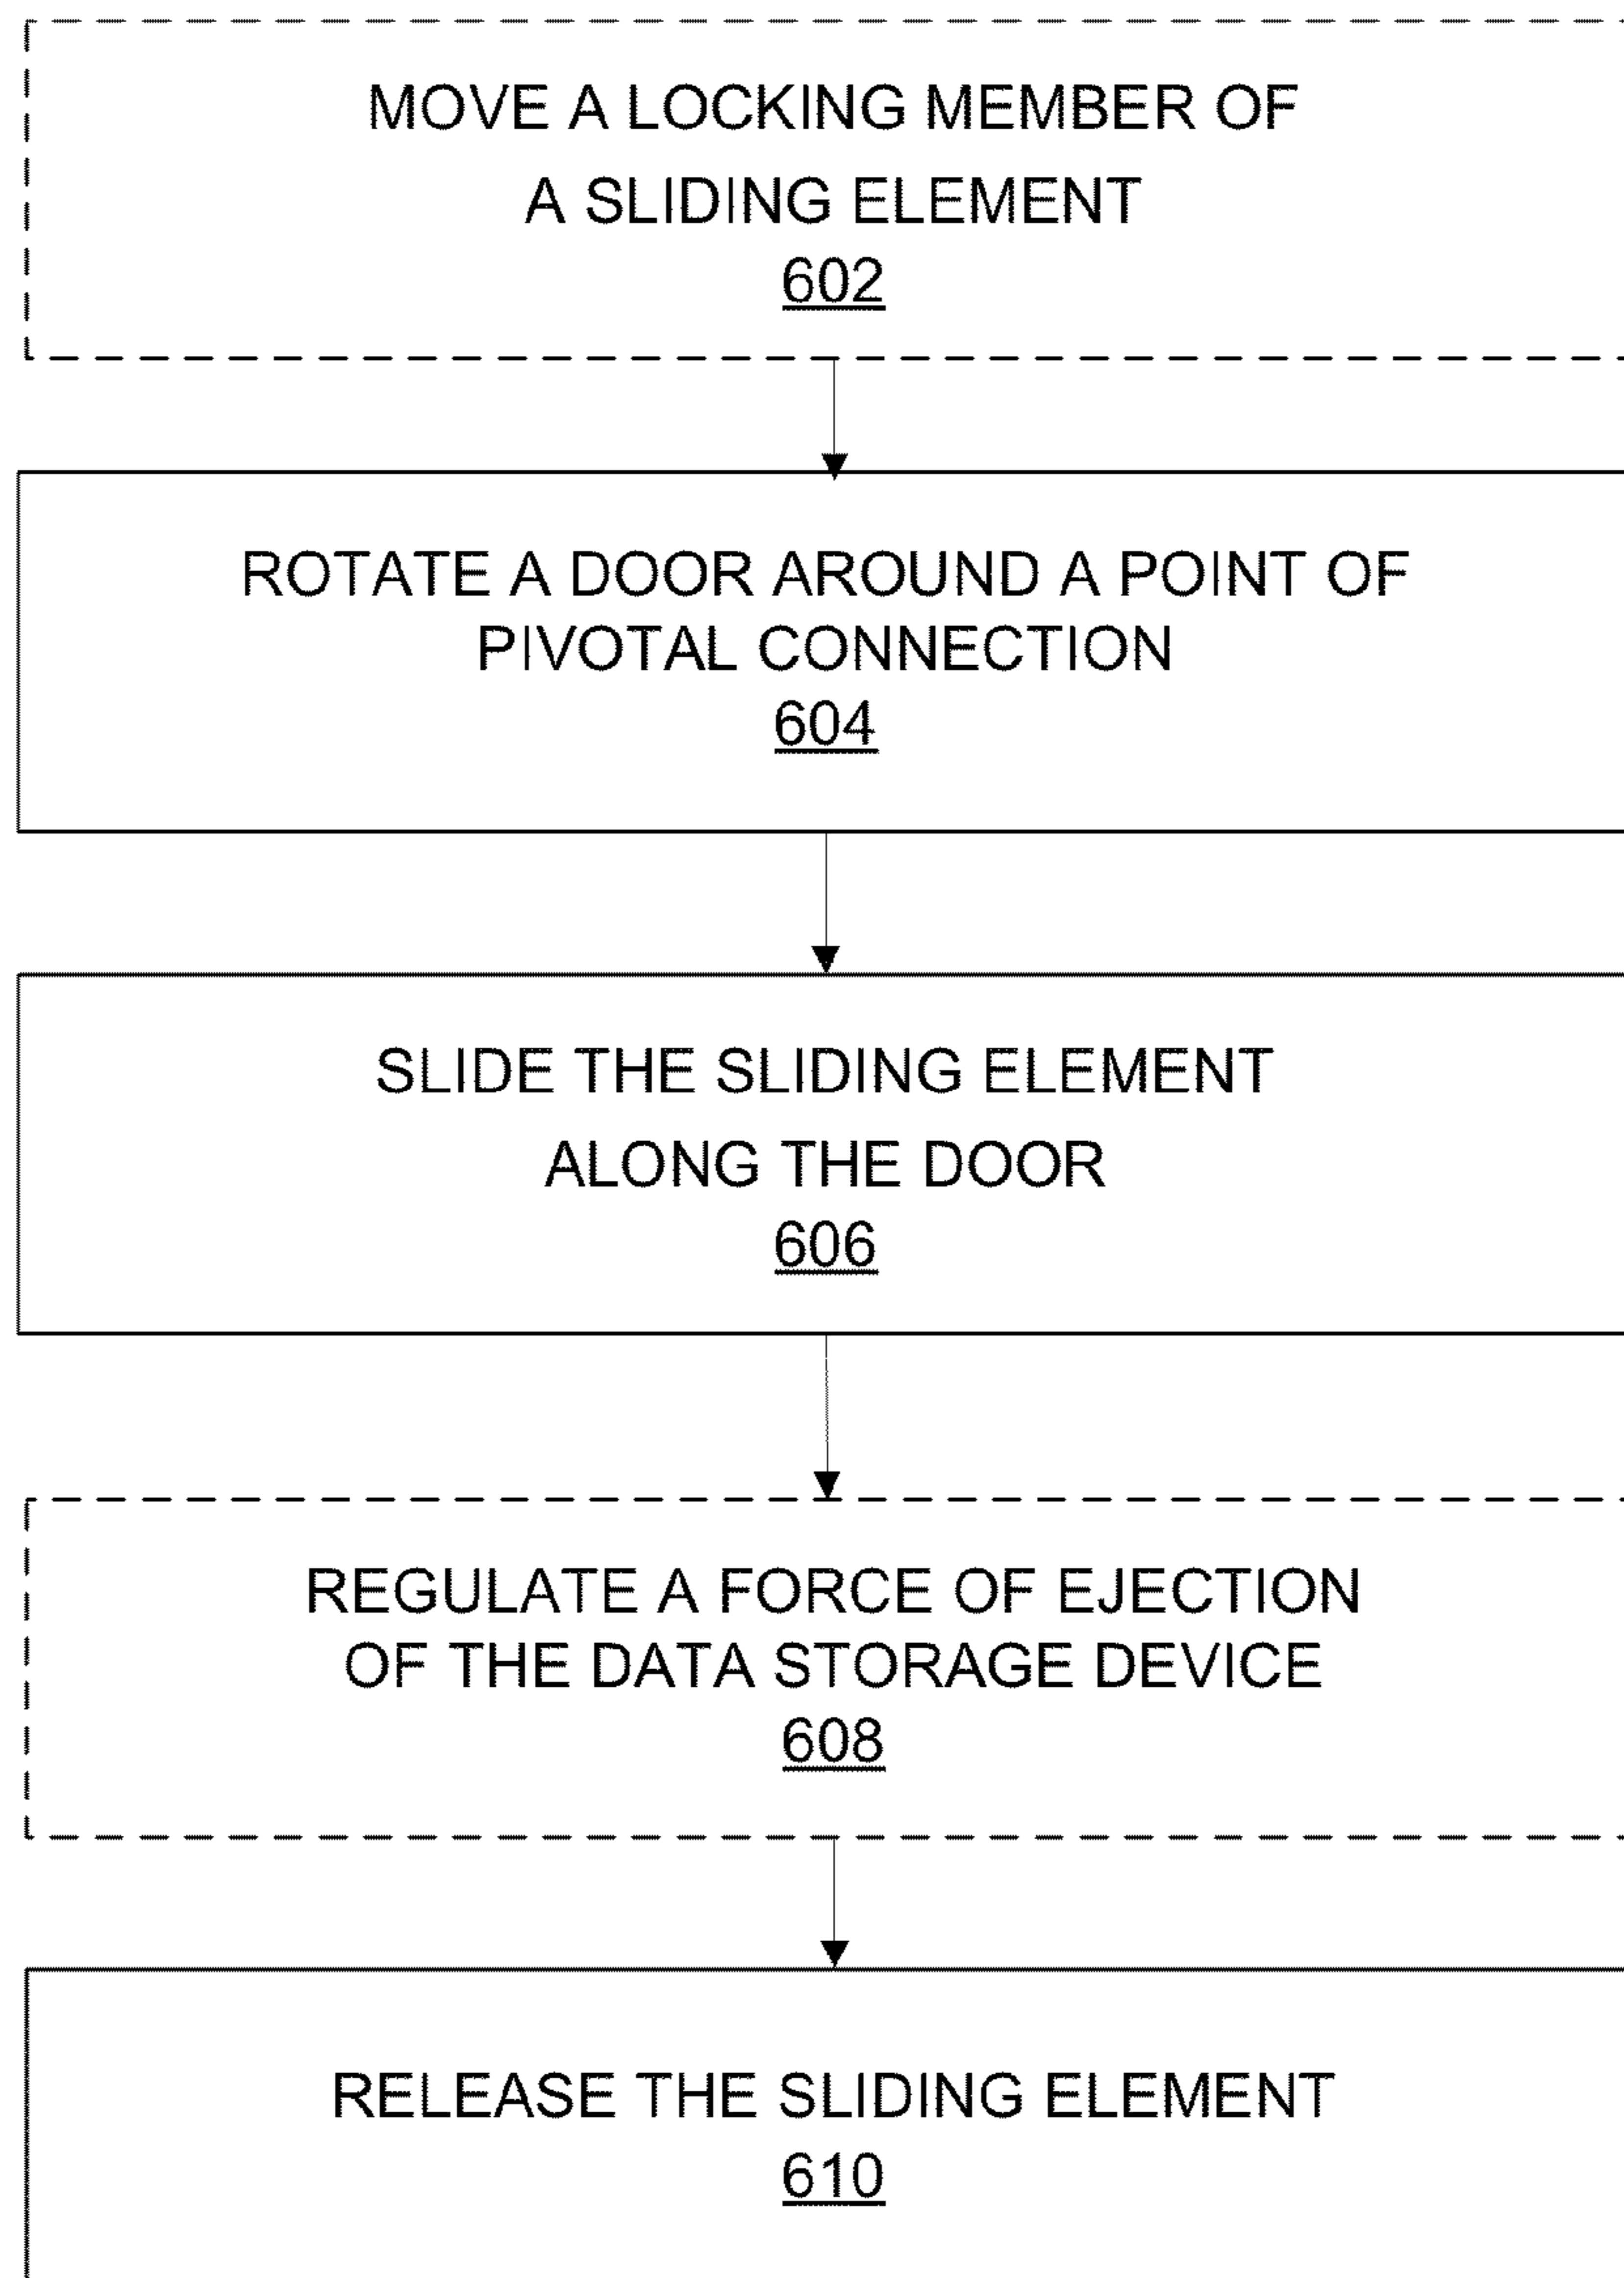 MOVE A LOCKING MEMBER OF
A SLIDING ELEMENT
602
ROTATE A DOOR AROUND A POINT OF
PIVOTAL CONNECTION
604
SLIDE THE SLIDING ELEMENT
ALONG THE DOOR
606
REGULATE A FORCE OF EJECTION
OF THE DATA STORAGE DEVICE
608
RELEASE THE SLIDING ELEMENT
610